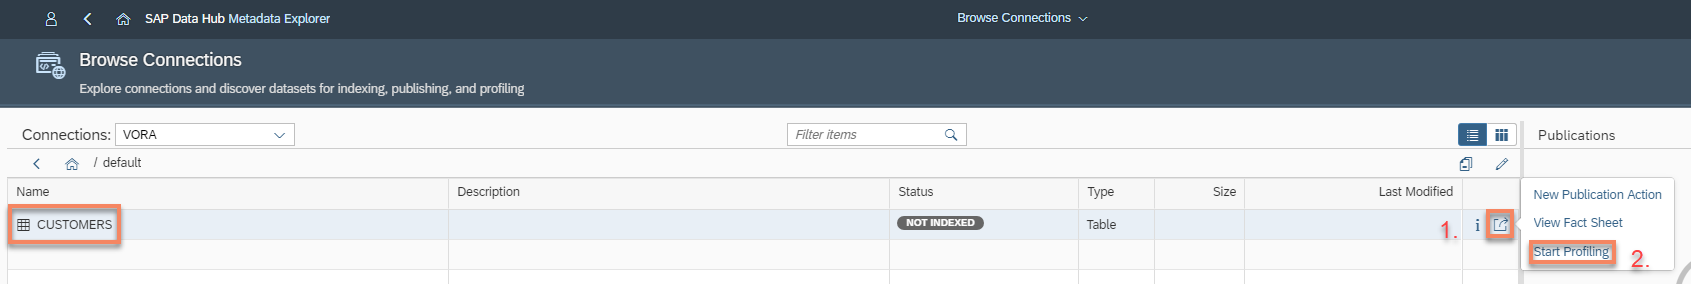 SAP Data Hub Metadata Explorer
Browse Connections
Browse Connections
Explore connections and discover datasets for indexing, publishing, and profiling
Connections: VORA
Filter items
Publications
/ default
Name Description Status Type Size Last Modified
CUSTOMERS NOT INDEXED Table
1.
New Publication Action
View Fact Sheet
Start Profiling
2.